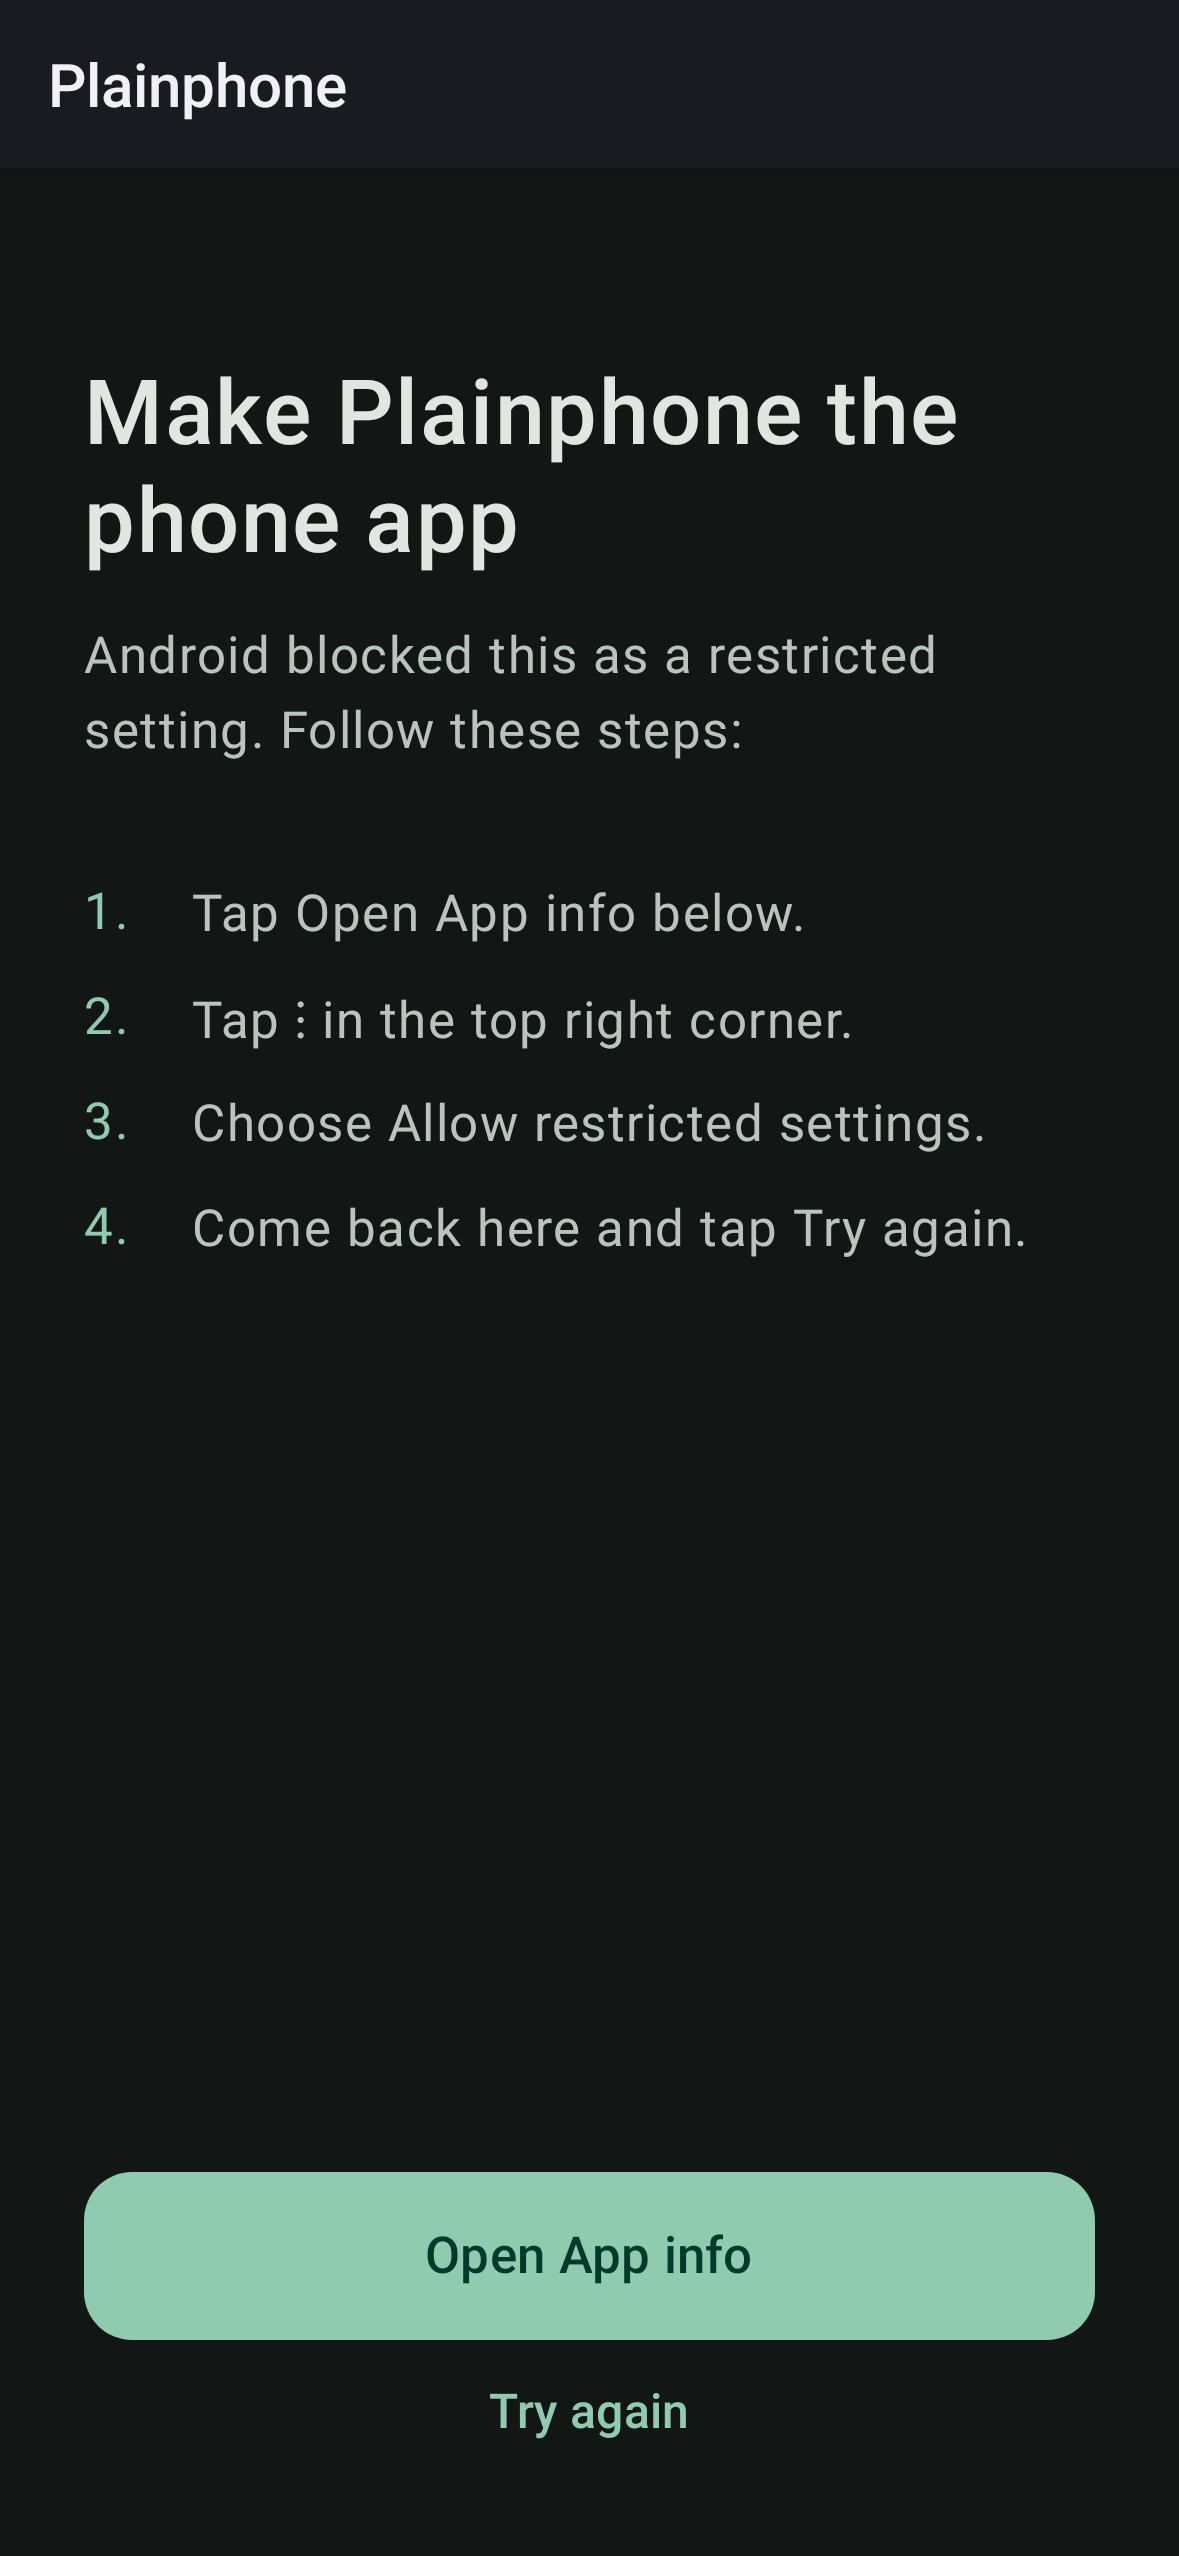 Plainphone
Make Plainphone the
phone app
Android blocked this as a restricted
setting. Follow these steps:
1. Tap Open App info below.
2. Tap ⋮ in the top right corner.
3. Choose Allow restricted settings.
4. Come back here and tap Try again.
Open App info
Try again